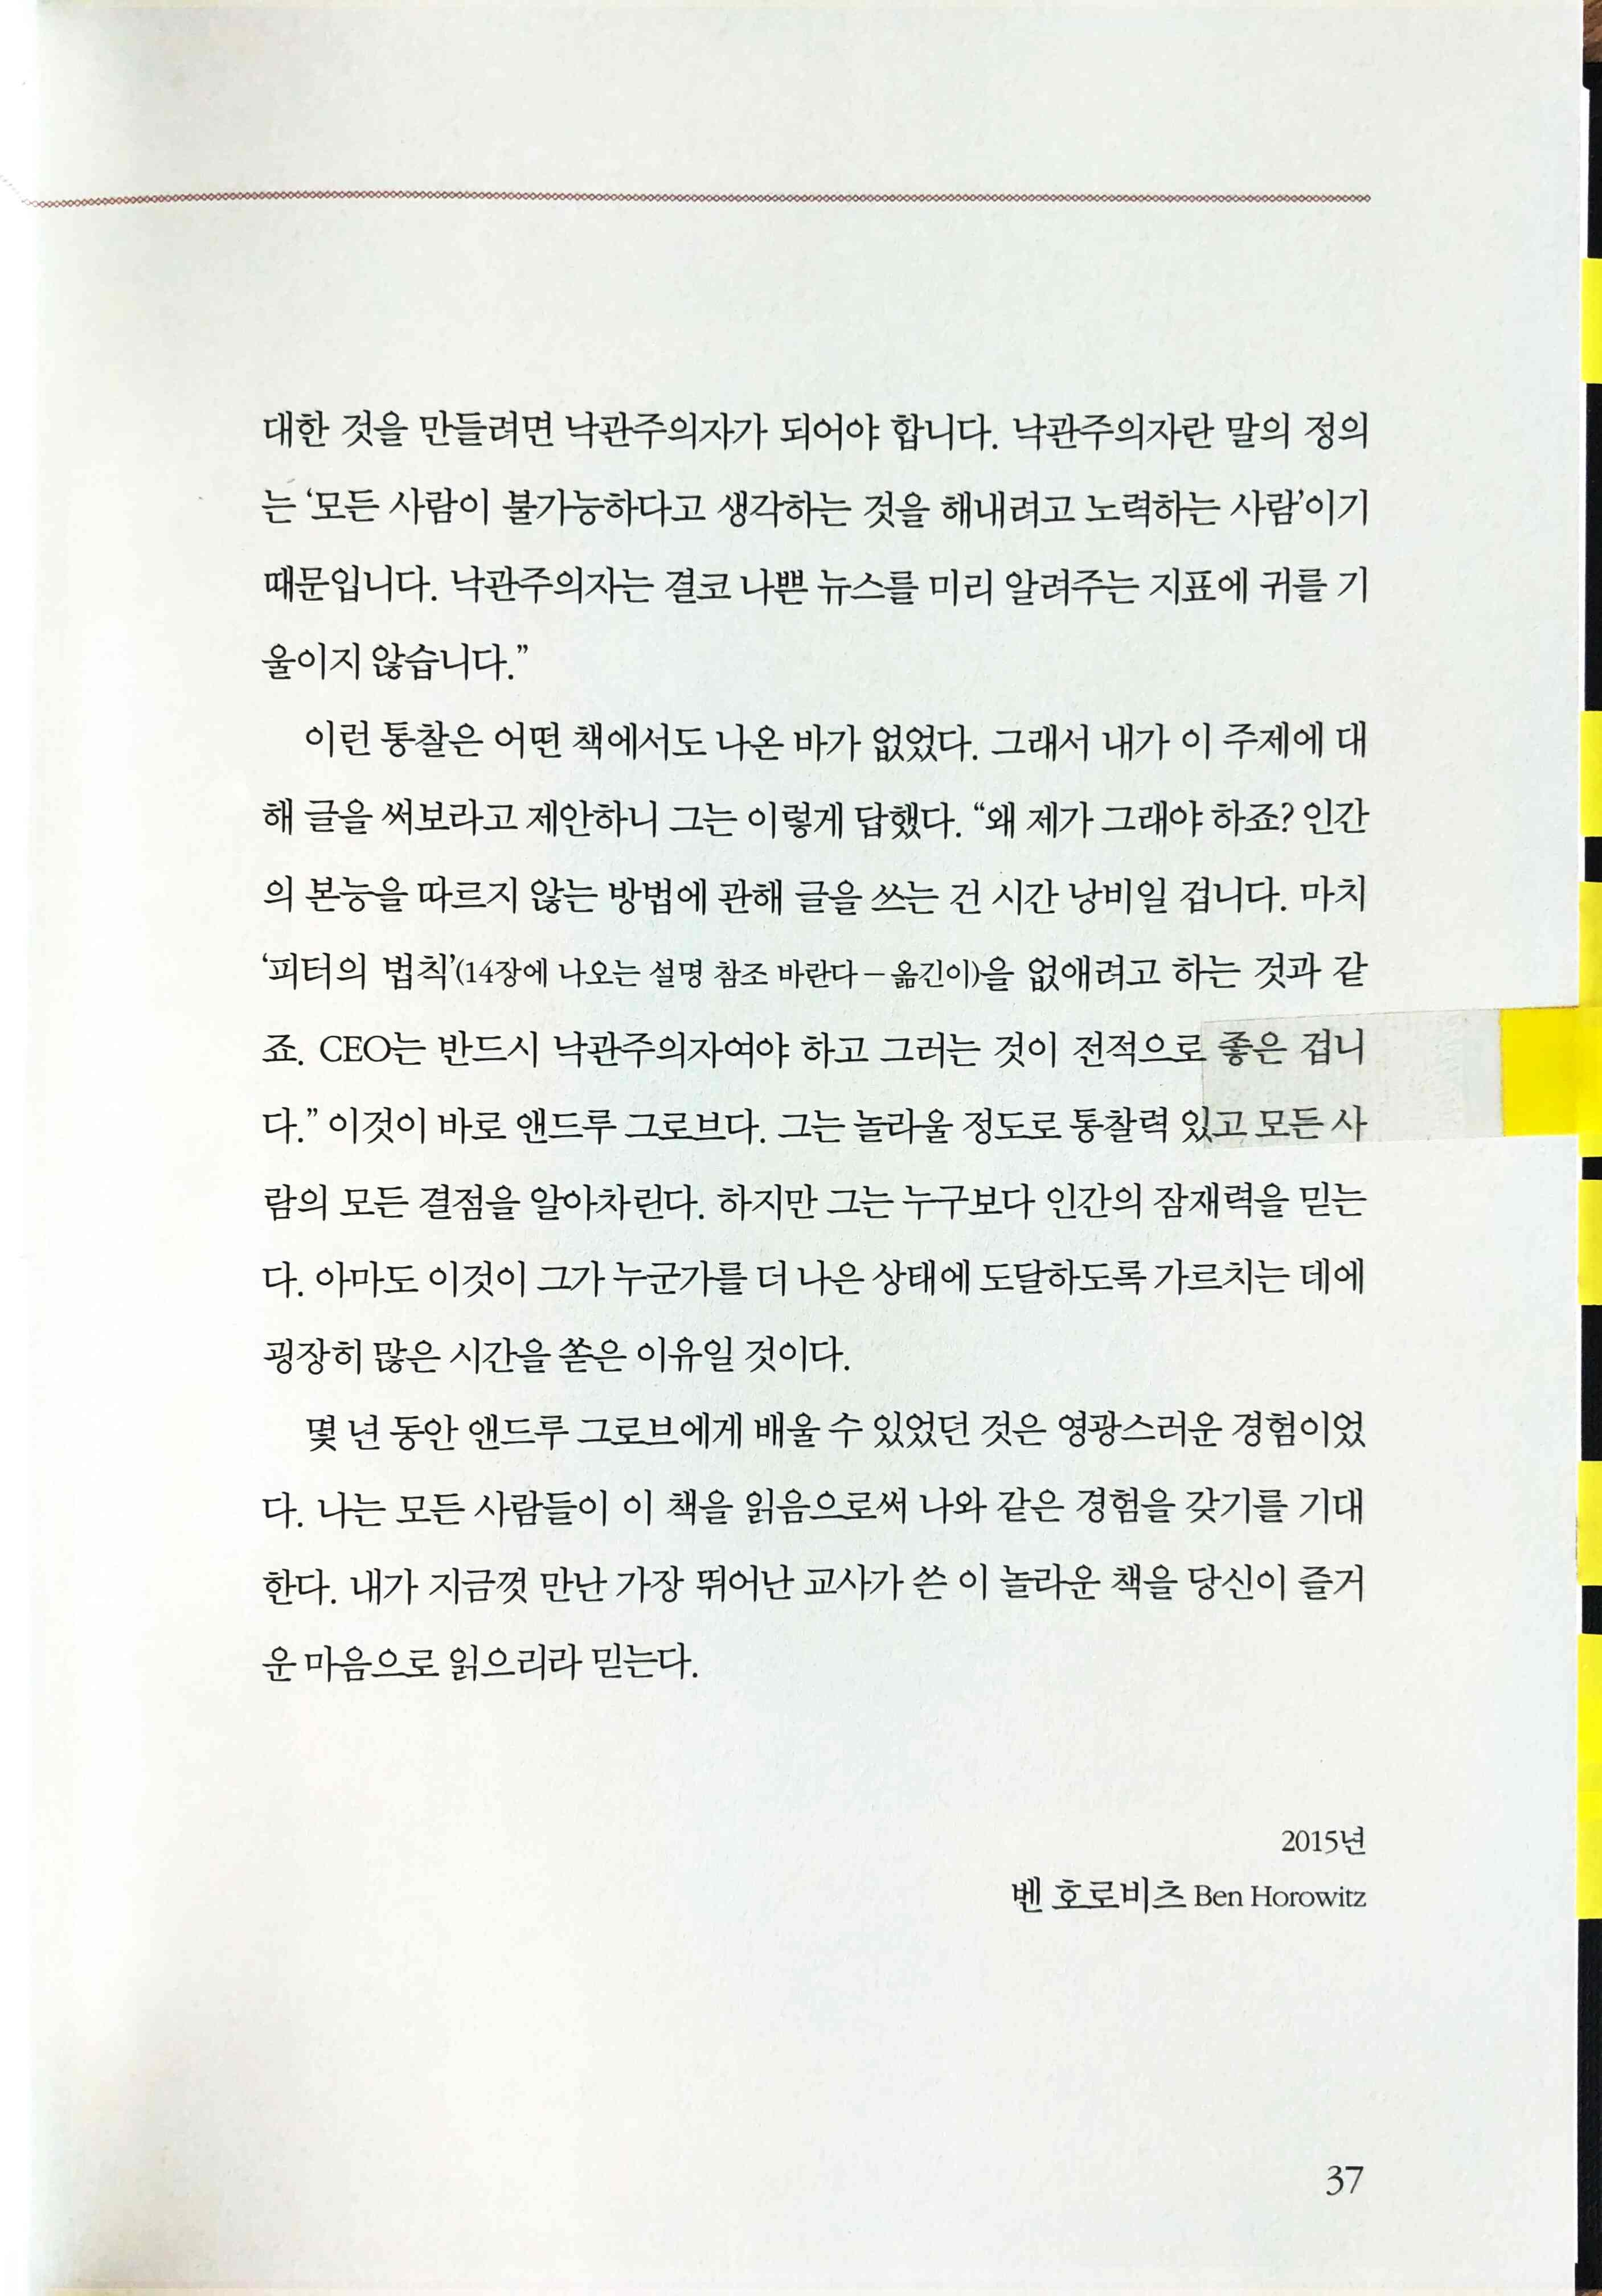 대한 것을 만들려면 낙관주의자가 되어야 합니다. 낙관주의자란 말의 정의
는 ‘모든 사람이 불가능하다고 생각하는 것을 해내려고 노력하는 사람’이기
때문입니다. 낙관주의자는 결코 나쁜 뉴스를 미리 알려주는 지표에 귀를 기
울이지 않습니다.”
이런 통찰은 어떤 책에서도 나온 바가 없었다. 그래서 내가 이 주제에 대
해 글을 써보라고 제안하니 그는 이렇게 답했다. “왜 제가 그래야 하죠? 인간
의 본능을 따르지 않는 방법에 관해 글을 쓰는 건 시간 낭비일 겁니다. 마치
‘피터의 법칙’(14장에 나오는 설명 참조 바란다 – 옮긴이)을 없애려고 하는 것과 같
죠. CEO는 반드시 낙관주의자여야 하고 그러는 것이 전적으로 좋은 겁니
다.” 이것이 바로 앤드루 그로브다. 그는 놀라울 정도로 통찰력 있고 모든 사
람의 모든 결점을 알아차린다. 하지만 그는 누구보다 인간의 잠재력을 믿는
다. 아마도 이것이 그가 누군가를 더 나은 상태에 도달하도록 가르치는 데에
굉장히 많은 시간을 쏟은 이유일 것이다.
몇 년 동안 앤드루 그로브에게 배울 수 있었던 것은 영광스러운 경험이었
다. 나는 모든 사람들이 이 책을 읽음으로써 나와 같은 경험을 갖기를 기대
한다. 내가 지금껏 만난 가장 뛰어난 교사가 쓴 이 놀라운 책을 당신이 즐거
운 마음으로 읽으리라 믿는다.
2015년
벤 호로비츠 Ben Horowitz
37